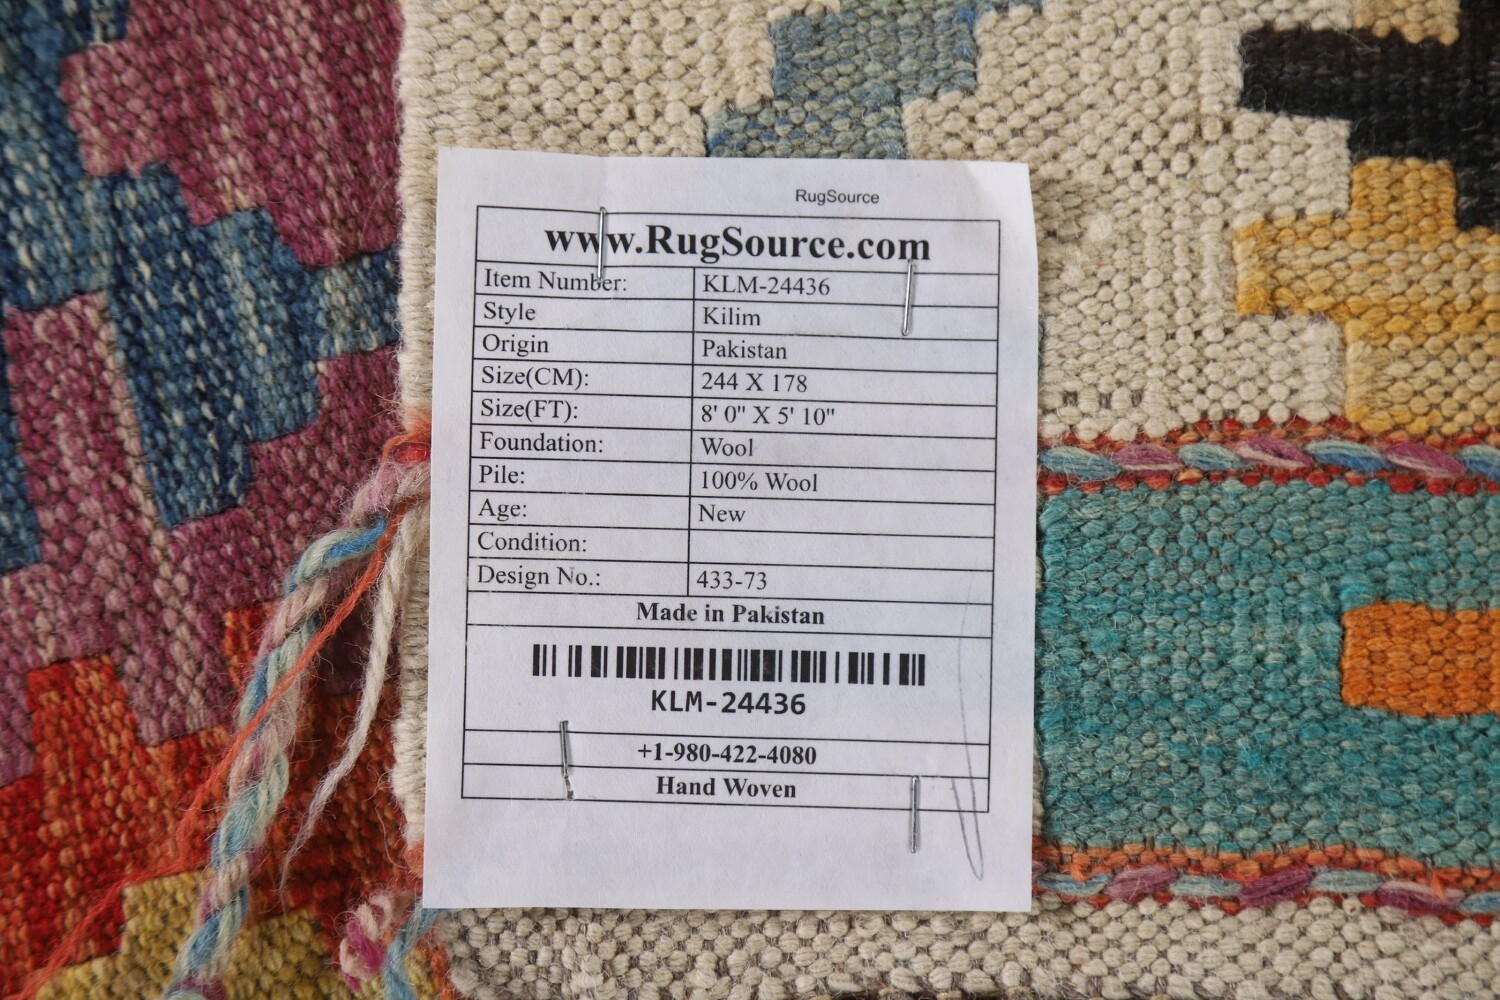 RugSource
www.RugSource.com
Item Number: KLM-24436
Style Kilim
Origin Pakistan
Size(CM): 244 X 178
Size(FT): 8' 0" X 5' 10"
Foundation: Wool
Pile: 100% Wool
Age: New
Condition:
Design No.: 433-73
Made in Pakistan
KLM-24436
+1-980-422-4080
Hand Woven